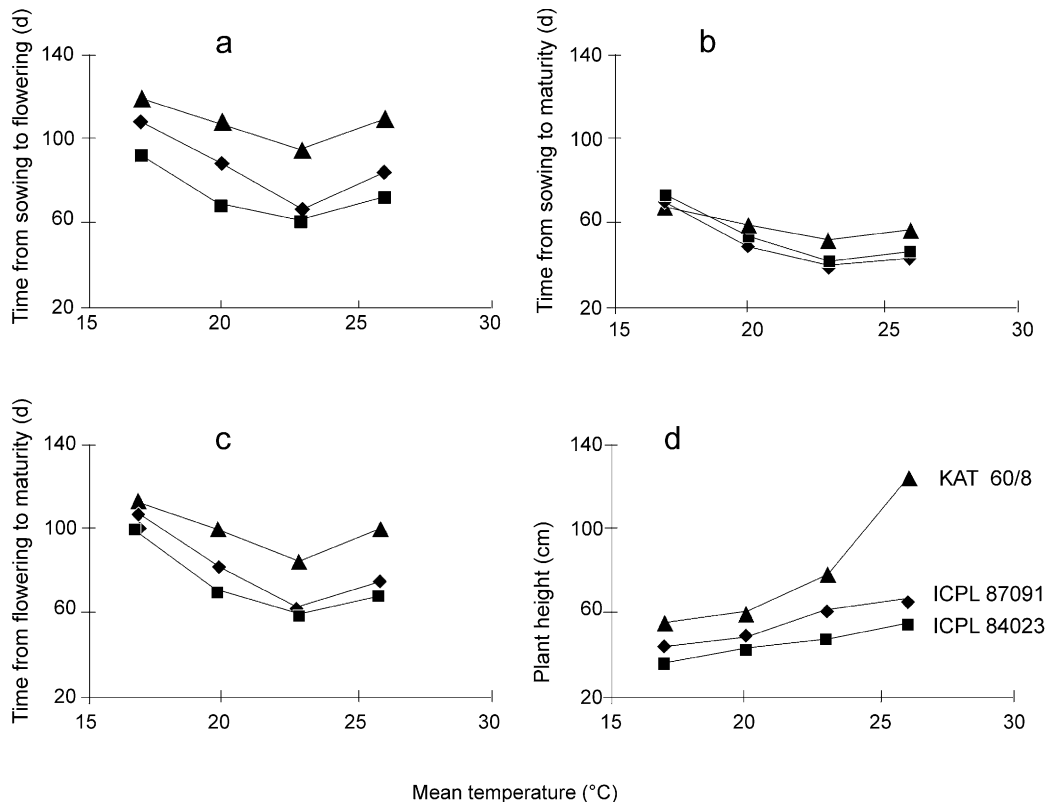 a
Time from sowing to flowering (d)
140
100
60
20
15
20
25
30
b
Time from sowing to maturity (d)
140
100
60
20
15
20
25
30
c
Time from flowering to maturity (d)
140
100
60
20
15
20
25
30
d
Plant height (cm)
140
100
60
20
15
20
25
30
KAT 60/8
ICPL 87091
ICPL 84023
Mean temperature (°C)